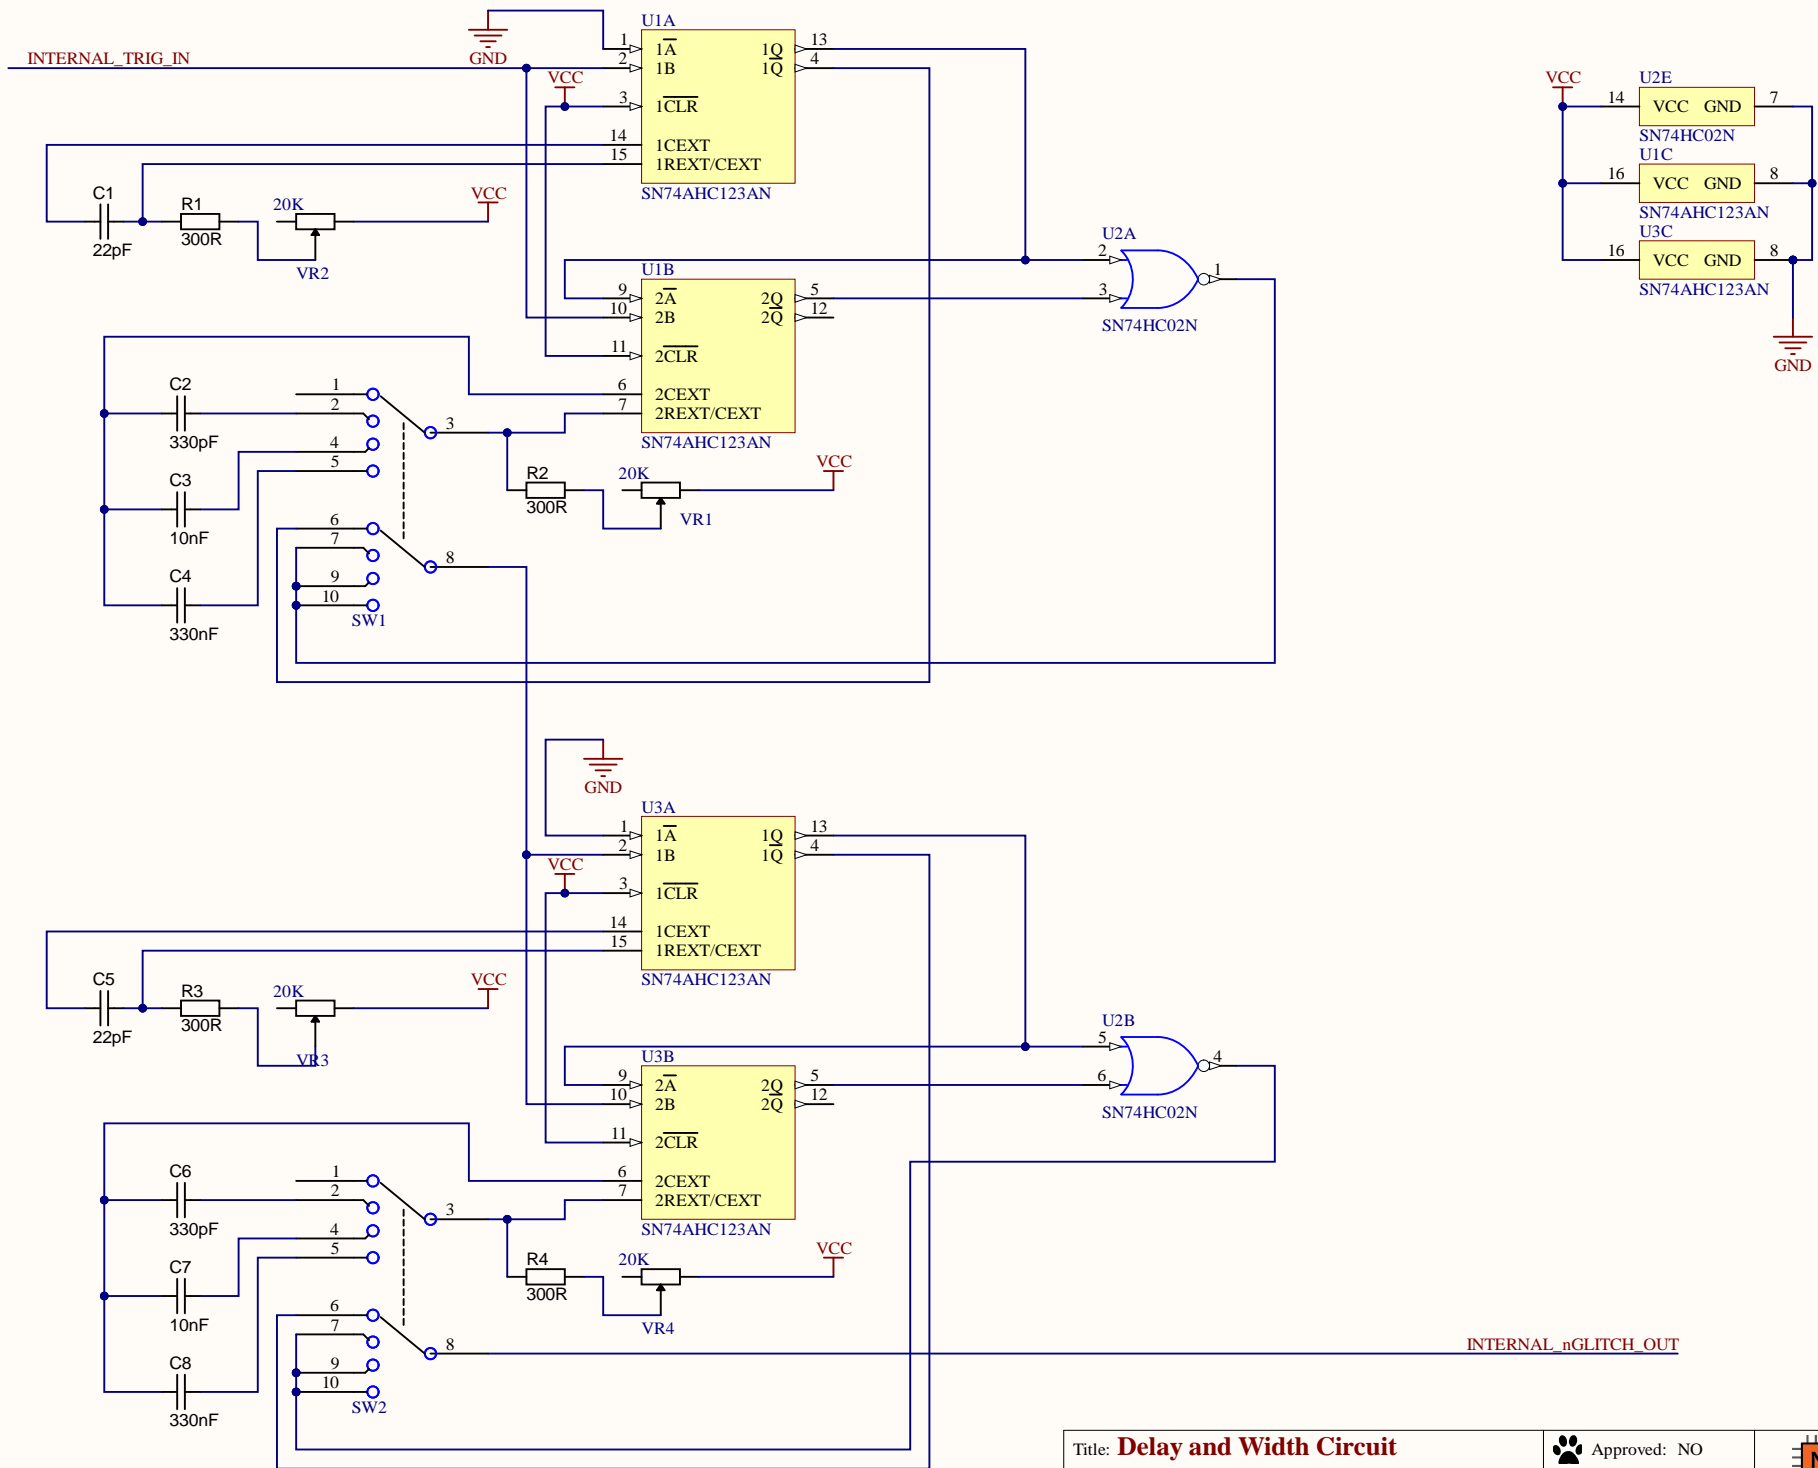 INTERNAL_TRIG_IN
GND
VCC
U1A
1 1A 1Q 13
2 1B 1Q 4
3 1CLR
14 1CEXT
15 1REXT/CEXT
SN74AHC123AN
C1
22pF
R1
300R
20K
VR2
VCC
U1B
9 2A 2Q 5
10 2B 2Q 12
11 2CLR
6 2CEXT
7 2REXT/CEXT
SN74AHC123AN
U2A
2
3
1
SN74HC02N
VCC
U2E
14 VCC GND 7
SN74HC02N
U1C
16 VCC GND 8
SN74AHC123AN
U3C
16 VCC GND 8
SN74AHC123AN
GND
C2
330pF
C3
10nF
C4
330nF
1
2
4
5
3
6
7
9
10
8
SW1
R2
300R
20K
VR1
VCC
GND
VCC
U3A
1 1A 1Q 13
2 1B 1Q 4
3 1CLR
14 1CEXT
15 1REXT/CEXT
SN74AHC123AN
C5
22pF
R3
300R
20K
VR3
VCC
U3B
9 2A 2Q 5
10 2B 2Q 12
11 2CLR
6 2CEXT
7 2REXT/CEXT
SN74AHC123AN
U2B
5
6
4
SN74HC02N
C6
330pF
C7
10nF
C8
330nF
1
2
4
5
3
6
7
9
10
8
SW2
R4
300R
20K
VR4
VCC
INTERNAL_nGLITCH_OUT
Title: Delay and Width Circuit
Approved: NO